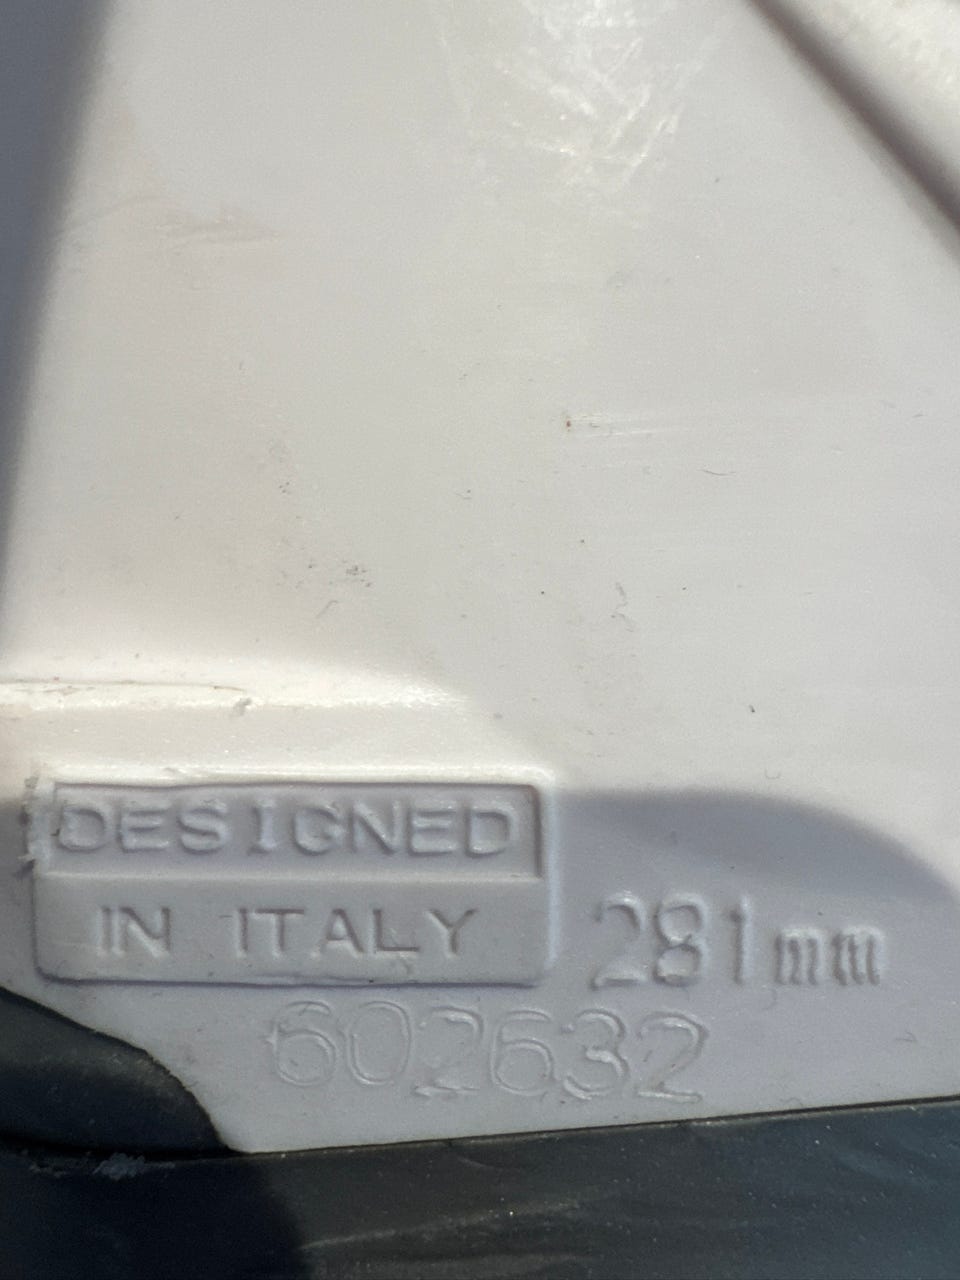 DESIGNED
IN ITALY
281mm
602632